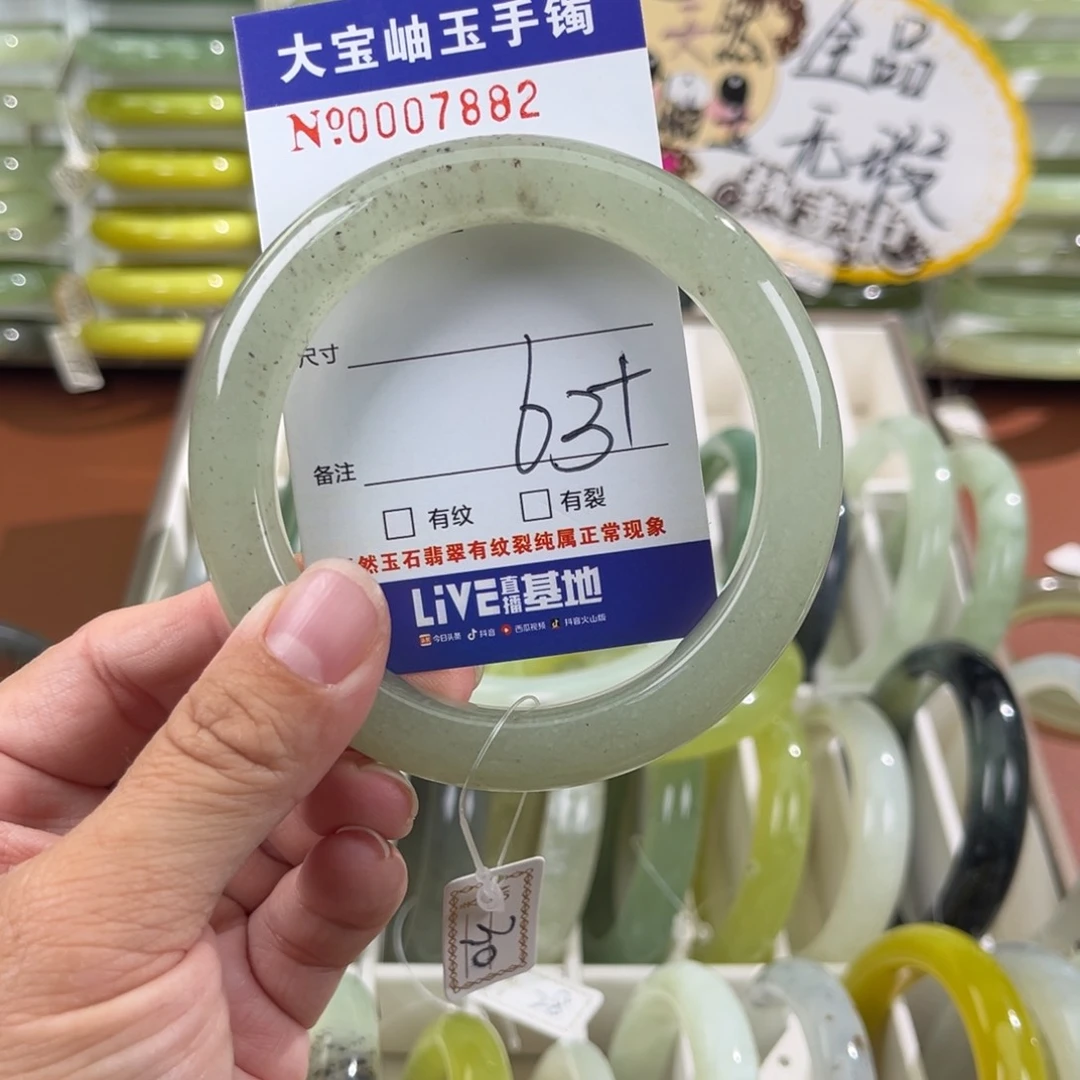 大宝岫玉手镯
Nº0007882
全品
无
尺寸
63+
备注
有纹
有裂
然玉石翡翠有纹裂纯属正常现象
LiVE直播基地
今日头条 抖音 西瓜视频 抖音火山版